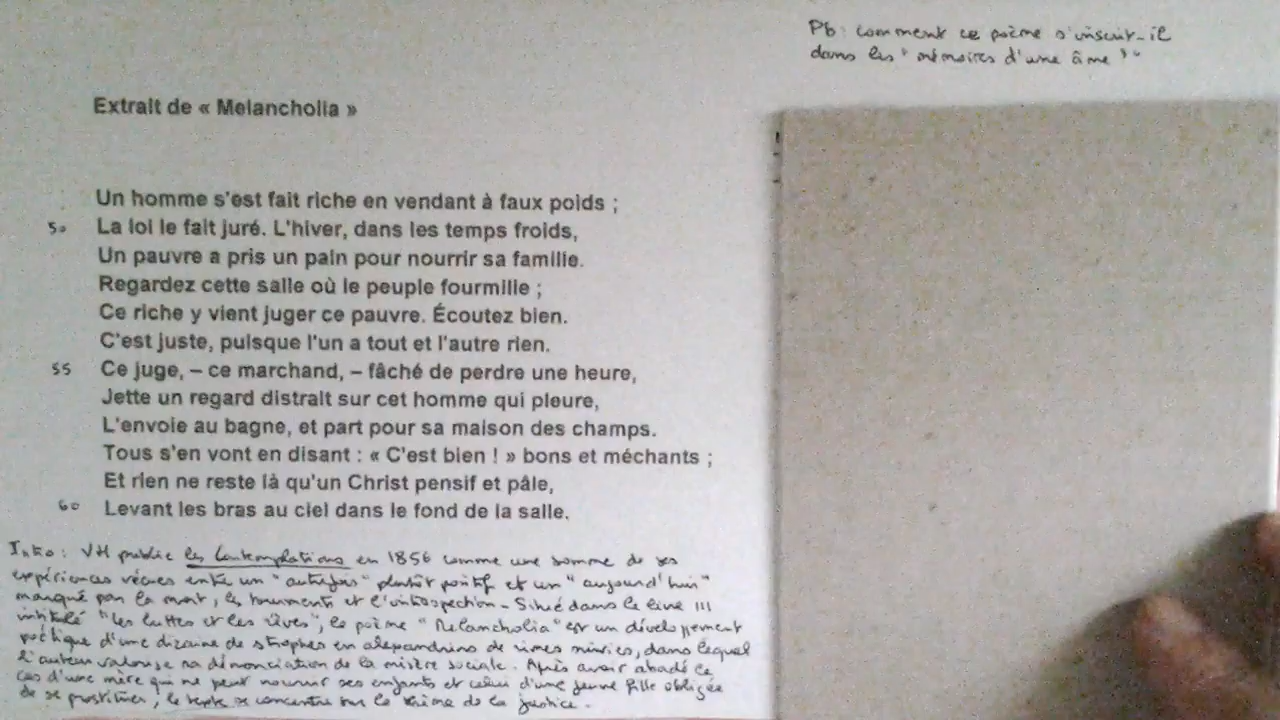 Pb: comment ce poème s'inscrit-il
dans les "mémoires d'une âme"?
Extrait de « Melancholia »
Un homme s'est fait riche en vendant à faux poids ;
50 La loi le fait juré. L'hiver, dans les temps froids,
Un pauvre a pris un pain pour nourrir sa famille.
Regardez cette salle où le peuple fourmille ;
Ce riche y vient juger ce pauvre. Écoutez bien.
C'est juste, puisque l'un a tout et l'autre rien.
55 Ce juge, – ce marchand, – fâché de perdre une heure,
Jette un regard distrait sur cet homme qui pleure,
L'envoie au bagne, et part pour sa maison des champs.
Tous s'en vont en disant : « C'est bien ! » bons et méchants ;
Et rien ne reste là qu'un Christ pensif et pâle,
60 Levant les bras au ciel dans le fond de la salle.
Intro : VH publie les Contemplations en 1856 comme une somme de ses
expériences vécues entre un "autrefois" plutôt positif et un "aujourd'hui"
marqué par la mort, les tourments et l'introspection - Situé dans le livre III
intitulé "les luttes et les rêves", le poème "Melancholia" est un développement
poétique d'une dizaine de strophes en alexandrins de rimes suivies, dans lequel
l'auteur valorise sa dénonciation de la misère sociale. Après avoir abordé le
cas d'une mère qui ne peut nourrir ses enfants et celui d'une jeune fille obligée
de se prostituer, le texte se concentre sur le thème de la justice.